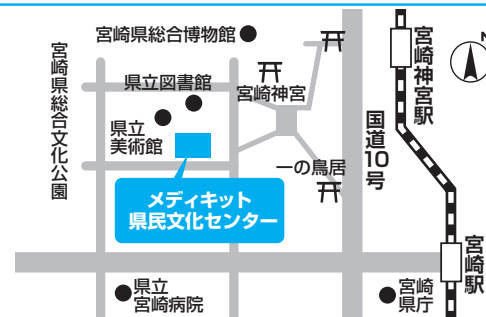 宮崎県総合博物館
宮崎神宮駅
N
県立図書館
宮崎神宮
宮崎県総合文化公園
県立
美術館
国道10号
一の鳥居
メディキット
県民文化センター
宮崎駅
県立
宮崎病院
宮崎
県庁